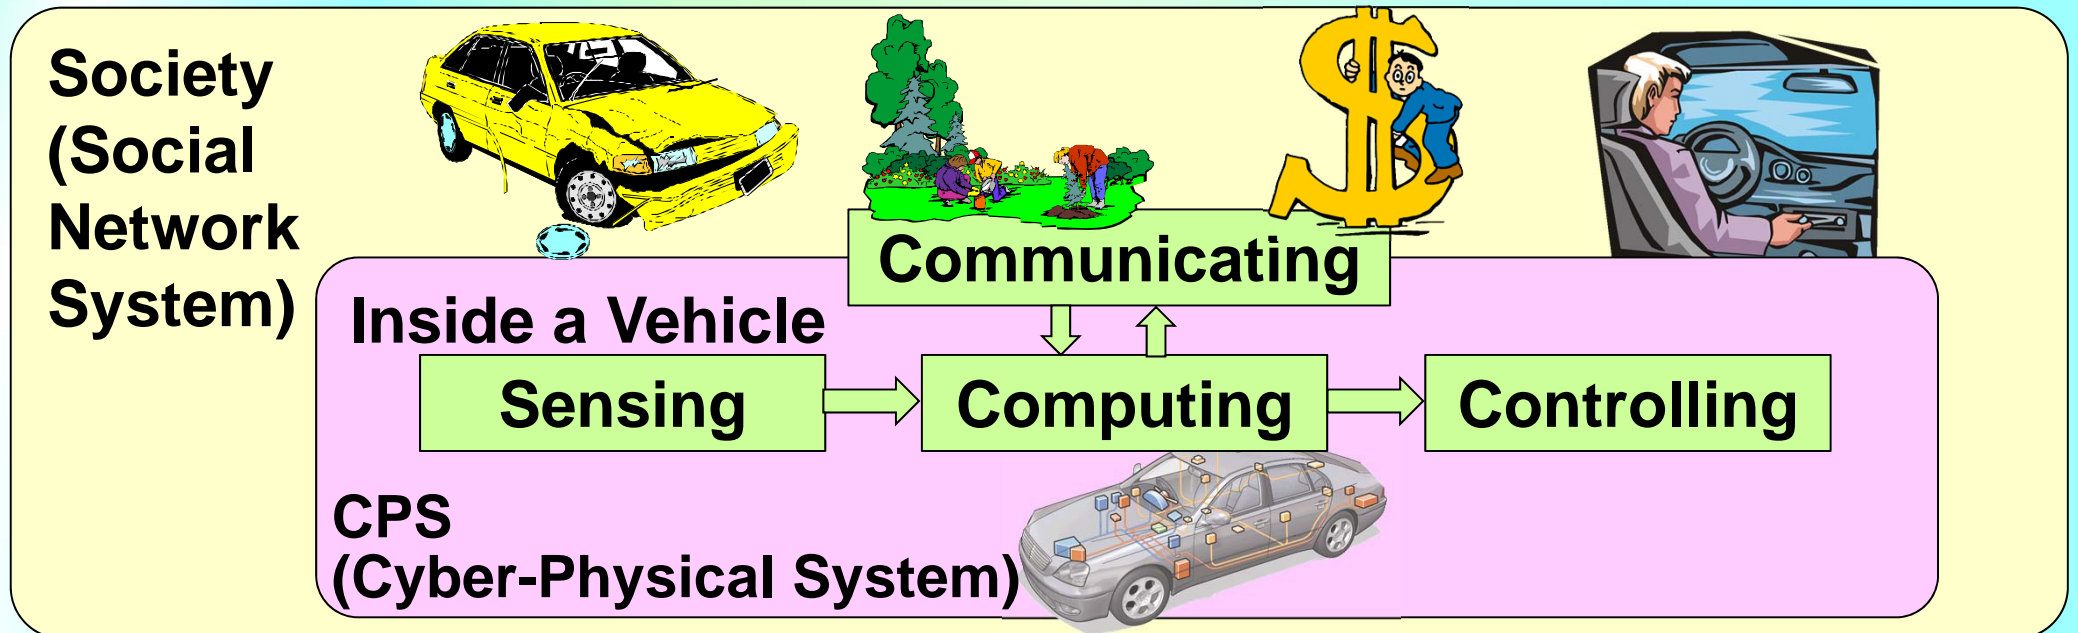 Society
(Social
Network
System)
Communicating
Inside a Vehicle
Sensing
Computing
Controlling
CPS
(Cyber-Physical System)